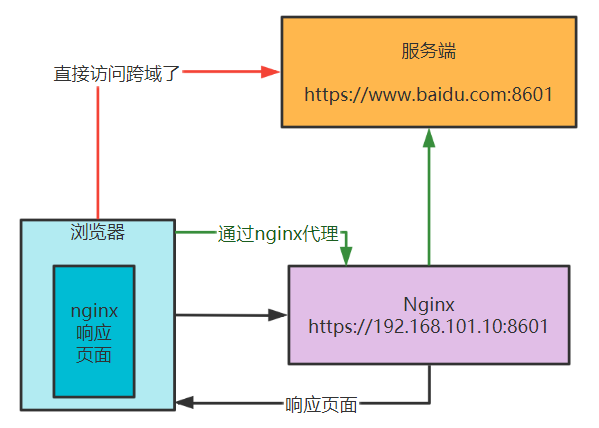 服务端
直接访问跨域了
https://www.baidu.com:8601
浏览器
通过nginx代理
nginx
响应
页面
Nginx
https://192.168.101.10:8601
响应页面